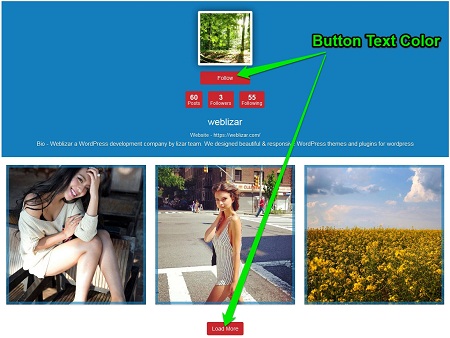 Button Text Color
Follow
60 3 55
Posts Followers Following
weblizar
Website - https://weblizar.com/
Bio - Weblizar a WordPress development company by lizar team. We designed beautiful & responsive WordPress themes and plugins for wordpress
Load More